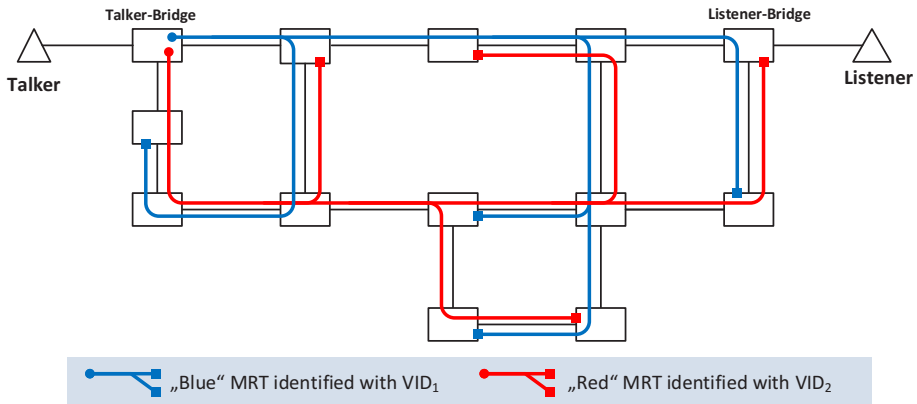 Talker-Bridge
Listener-Bridge
Talker
Listener
„Blue“ MRT identified with VID₁
„Red“ MRT identified with VID₂